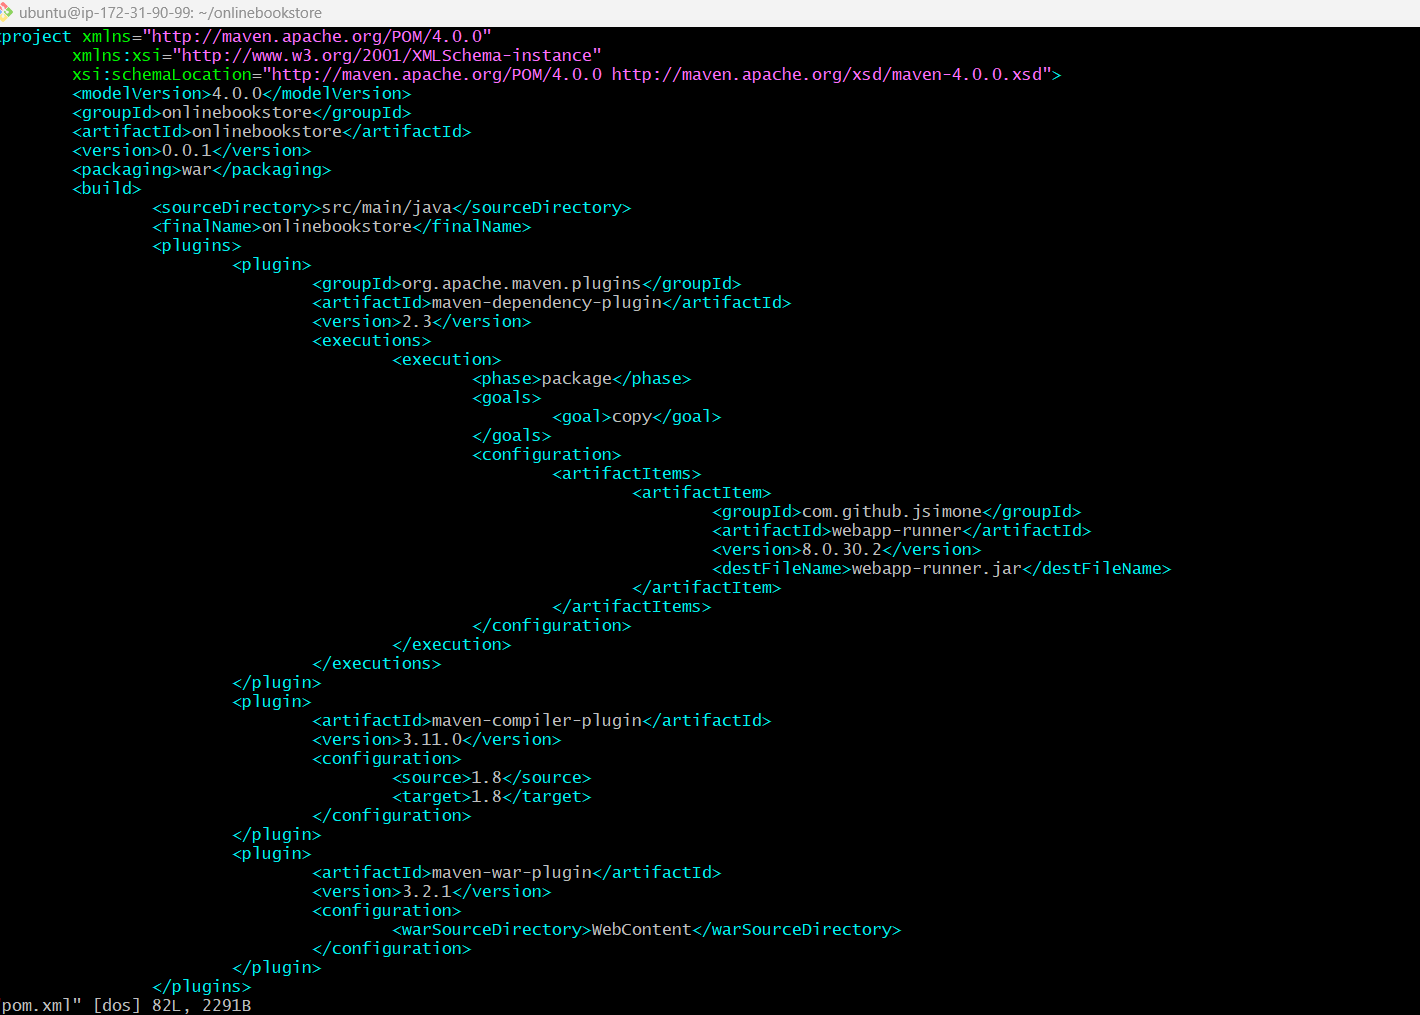 ubuntu@ip-172-31-90-99: ~/onlinebookstore
project xmlns="http://maven.apache.org/POM/4.0.0"
xmlns:xsi="http://www.w3.org/2001/XMLSchema-instance"
xsi:schemaLocation="http://maven.apache.org/POM/4.0.0 http://maven.apache.org/xsd/maven-4.0.0.xsd">
<modelVersion>4.0.0</modelVersion>
<groupId>onlinebookstore</groupId>
<artifactId>onlinebookstore</artifactId>
<version>0.0.1</version>
<packaging>war</packaging>
<build>
<sourceDirectory>src/main/java</sourceDirectory>
<finalName>onlinebookstore</finalName>
<plugins>
<plugin>
<groupId>org.apache.maven.plugins</groupId>
<artifactId>maven-dependency-plugin</artifactId>
<version>2.3</version>
<executions>
<execution>
<phase>package</phase>
<goals>
<goal>copy</goal>
</goals>
<configuration>
<artifactItems>
<artifactItem>
<groupId>com.github.jsimone</groupId>
<artifactId>webapp-runner</artifactId>
<version>8.0.30.2</version>
<destFileName>webapp-runner.jar</destFileName>
</artifactItem>
</artifactItems>
</configuration>
</execution>
</executions>
</plugin>
<plugin>
<artifactId>maven-compiler-plugin</artifactId>
<version>3.11.0</version>
<configuration>
<source>1.8</source>
<target>1.8</target>
</configuration>
</plugin>
<plugin>
<artifactId>maven-war-plugin</artifactId>
<version>3.2.1</version>
<configuration>
<warSourceDirectory>WebContent</warSourceDirectory>
</configuration>
</plugin>
</plugins>
pom.xml" [dos] 82L, 2291B